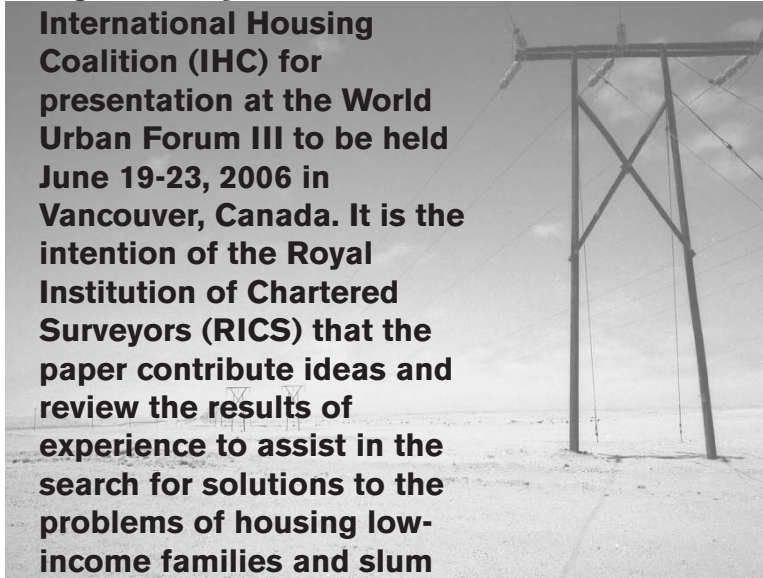 International Housing
Coalition (IHC) for
presentation at the World
Urban Forum III to be held
June 19-23, 2006 in
Vancouver, Canada. It is the
intention of the Royal
Institution of Chartered
Surveyors (RICS) that the
paper contribute ideas and
review the results of
experience to assist in the
search for solutions to the
problems of housing low-
income families and slum